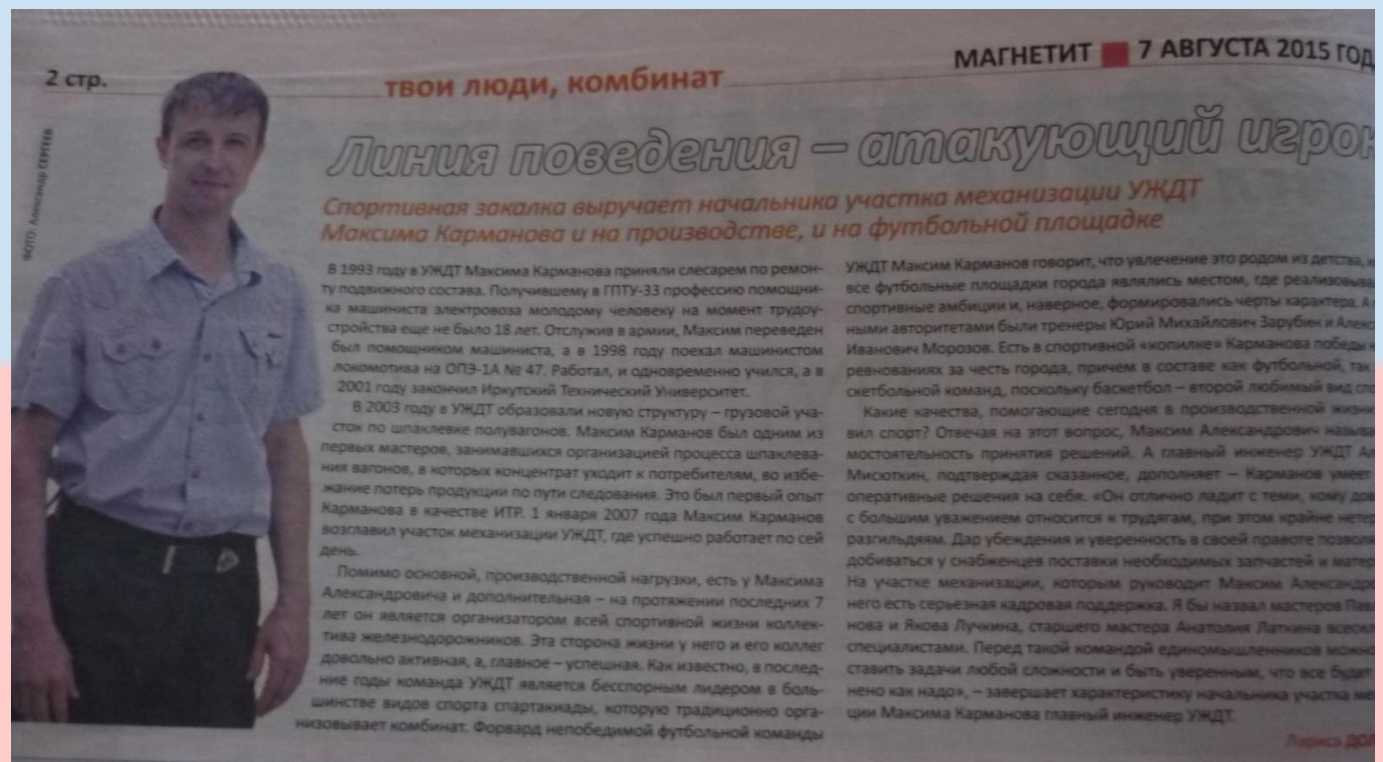 2 стр.
твои люди, комбинат
МАГНЕТИТ 7 АВГУСТА 2015 ГОД
ФОТО: Александр СЕРГЕЕВ
Линия поведения – атакующий игрок
Спортивная закалка выручает начальника участка механизации УЖДТ
Максима Карманова и на производстве, и на футбольной площадке
В 1993 году в УЖДТ Максима Карманова приняли слесарем по ремон-
ту подвижного состава. Получившему в ГПТУ-33 профессию помощни-
ка машиниста электровоза молодому человеку на момент трудоу-
стройства еще не было 18 лет. Отслужив в армии, Максим переведен
был помощником машиниста, а в 1998 году поехал машинистом
локомотива на ОПЭ-1А № 47. Работал, и одновременно учился, а в
2001 году закончил Иркутский Технический Университет.
В 2003 году в УЖДТ образовали новую структуру – грузовой уча-
сток по шпаклевке полувагонов. Максим Карманов был одним из
первых мастеров, занимавшихся организацией процесса шпаклева-
ния вагонов, в которых концентрат уходит к потребителям, во избе-
жание потерь продукции по пути следования. Это был первый опыт
Карманова в качестве ИТР. 1 января 2007 года Максим Карманов
возглавил участок механизации УЖДТ, где успешно работает по сей
день.
Помимо основной, производственной нагрузки, есть у Максима
Александровича и дополнительная – на протяжении последних 7
лет он является организатором всей спортивной жизни коллек-
тива железнодорожников. Эта сторона жизни у него и его коллег
довольно активная, а, главное – успешная. Как известно, в послед-
ние годы команда УЖДТ является бесспорным лидером в боль-
шинстве видов спорта спартакиады, которую традиционно орга-
низовывает комбинат. Форвард непобедимой футбольной команды
УЖДТ Максим Карманов говорит, что увлечение это родом из детства,
все футбольные площадки города являлись местом, где реализовыва
спортивные амбиции и, наверное, формировались черты характера. А
ными авторитетами были тренеры Юрий Михайлович Зарубин и Алекс
Иванович Морозов. Есть в спортивной «копилке» Карманова победы
ревнованиях за честь города, причем в составе как футбольной, так
скетбольной команд, поскольку баскетбол – второй любимый вид спо
Какие качества, помогающие сегодня в производственной жизни
вил спорт? Отвечая на этот вопрос, Максим Александрович называ
мостоятельность принятия решений. А главный инженер УЖДТ Ал
Мисюткин, подтверждая сказанное, дополняет – Карманов умеет
оперативные решения на себя. «Он отлично ладит с теми, кому дов
с большим уважением относится к трудягам, при этом крайне нетер
разгильдяям. Дар убеждения и уверенность в своей правоте позволя
добиваться у снабженцев поставки необходимых запчастей и матер
На участке механизации, которым руководит Максим Александро
него есть серьезная кадровая поддержка. Я бы назвал мастеров Пав
нова и Якова Лучкина, старшего мастера Анатолия Латкина всеси
специалистами. Перед такой командой единомышленников можно
ставить задачи любой сложности и быть уверенным, что все будет
нено как надо», – завершает характеристику начальника участка ме
ции Максима Карманова главный инженер УЖДТ.
Лариса ДОЛ